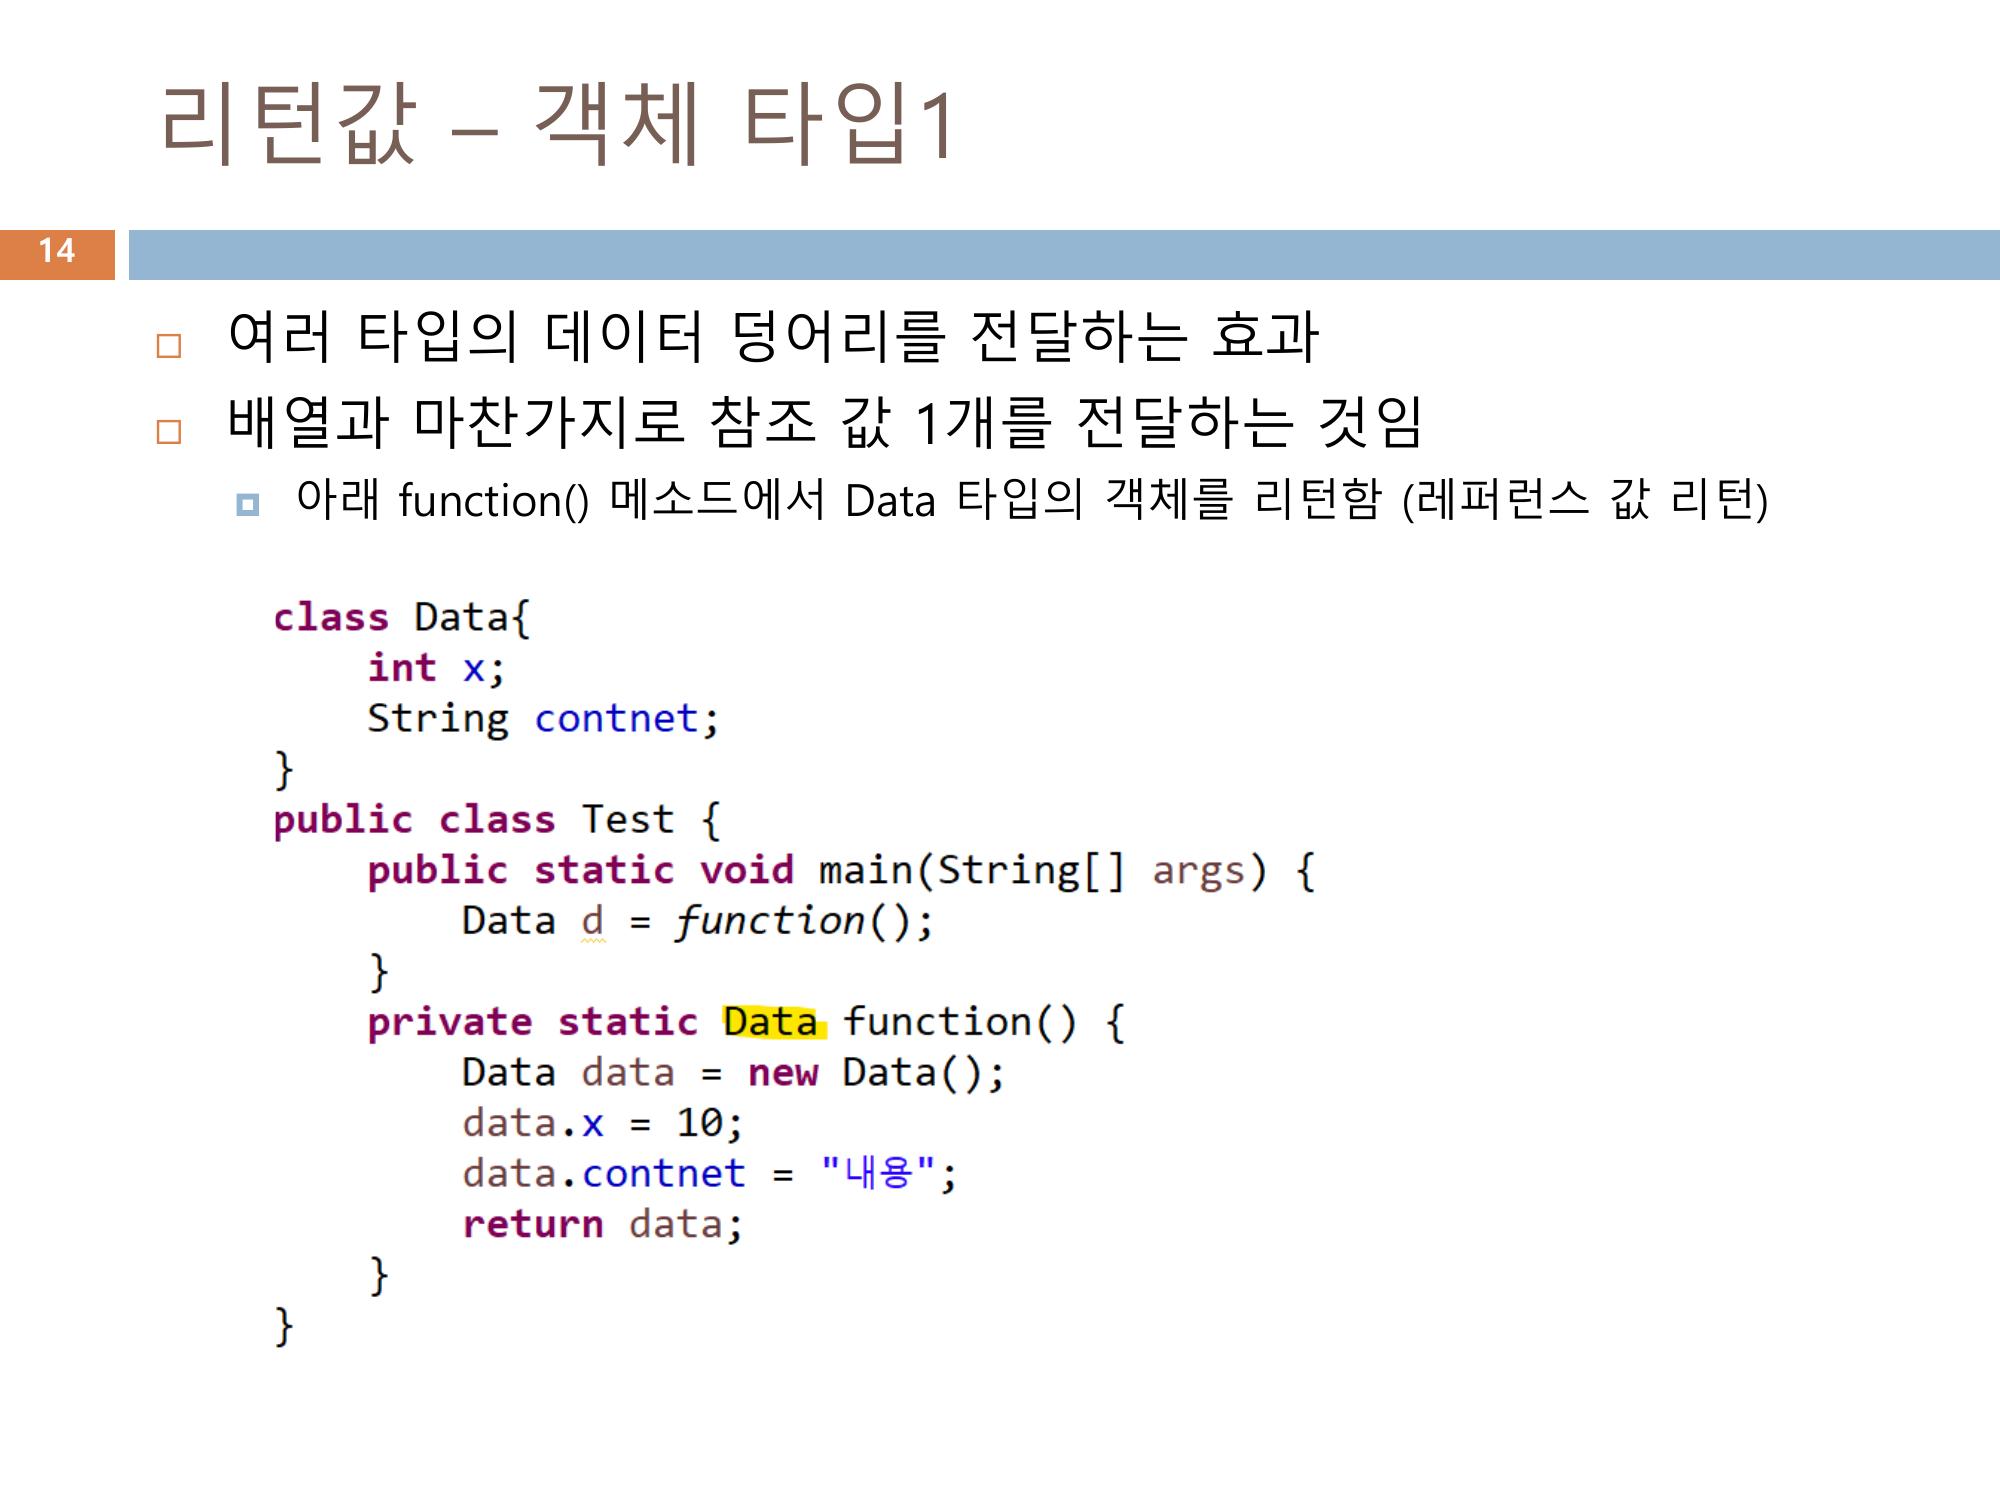 리턴값 – 객체 타입1
14
여러 타입의 데이터 덩어리를 전달하는 효과
배열과 마찬가지로 참조 값 1개를 전달하는 것임
아래 function() 메소드에서 Data 타입의 객체를 리턴함 (레퍼런스 값 리턴)
class Data{
    int x;
    String contnet;
}
public class Test {
    public static void main(String[] args) {
        Data d = function();
    }
    private static Data function() {
        Data data = new Data();
        data.x = 10;
        data.contnet = "내용";
        return data;
    }
}